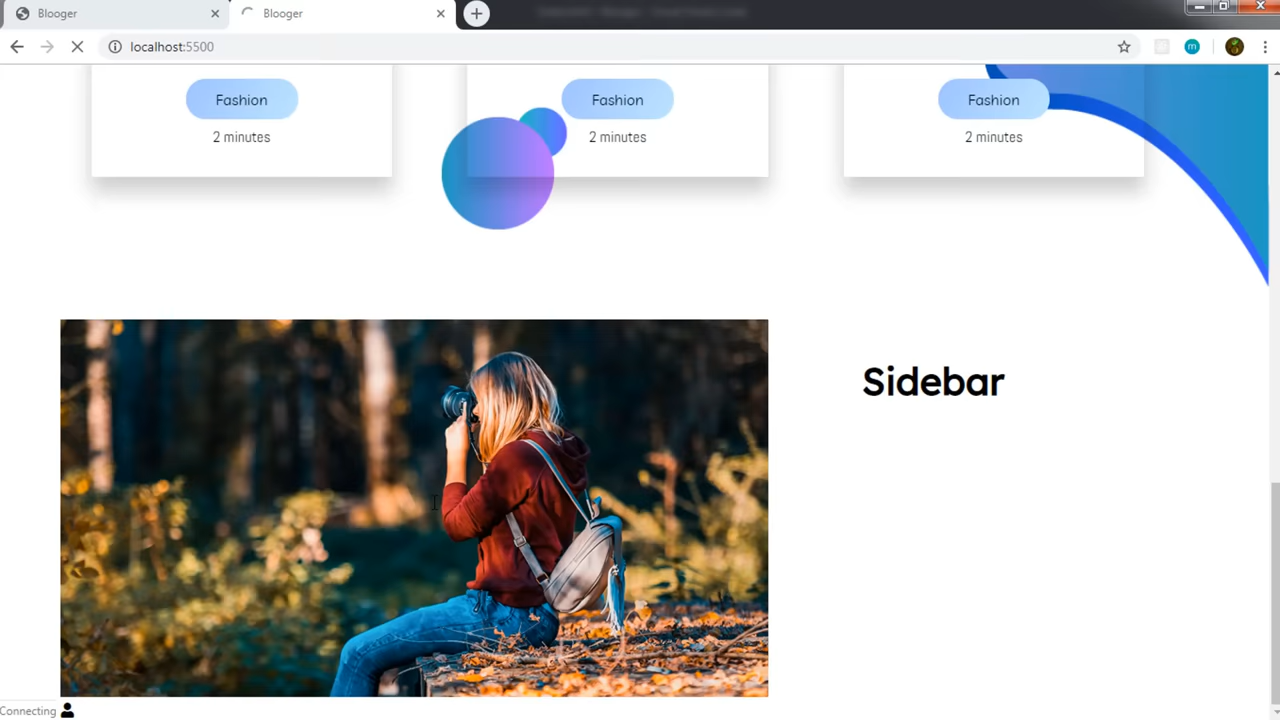 Blooger
Blooger
localhost:5500
m
Fashion
2 minutes
Fashion
2 minutes
Fashion
2 minutes
Sidebar
Connecting